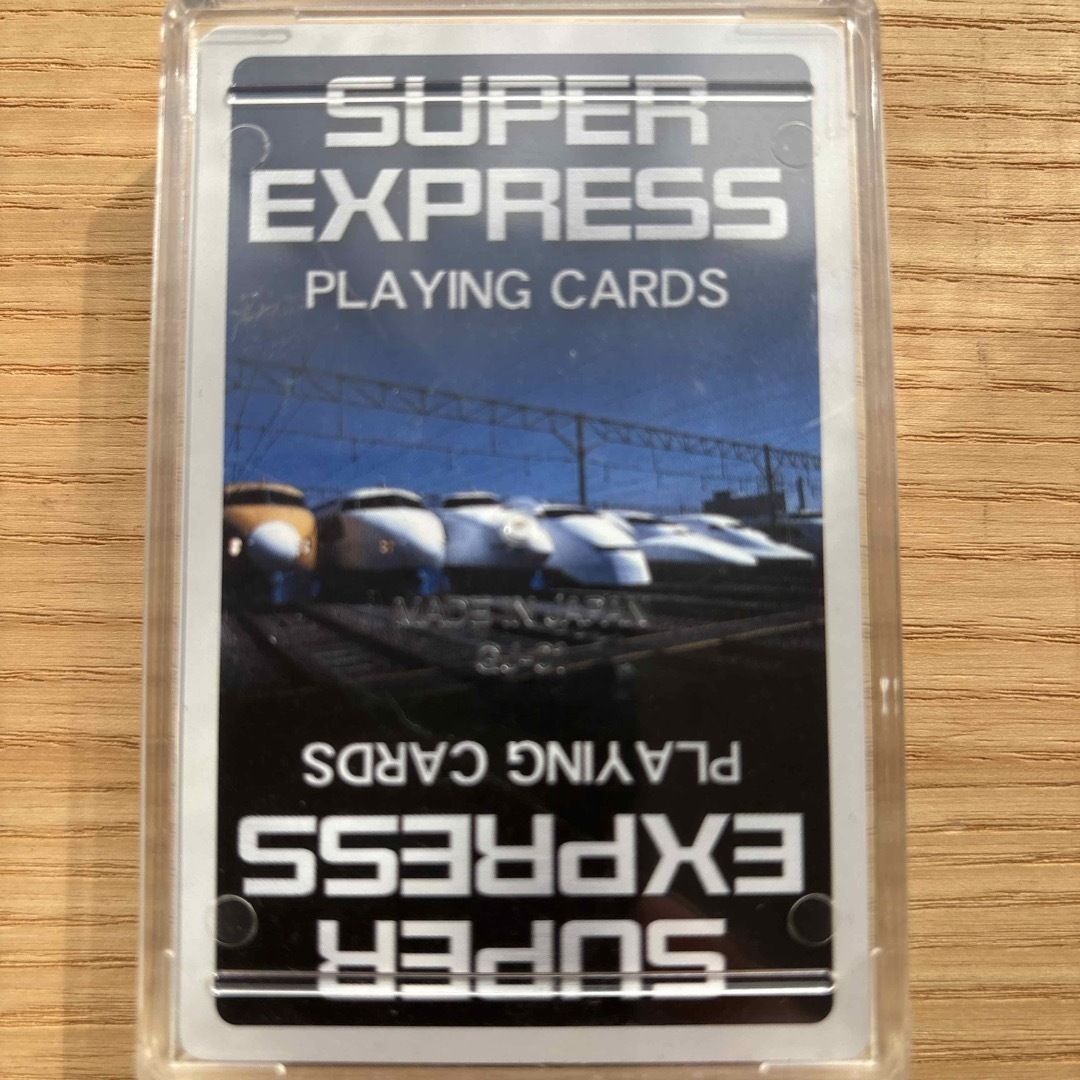 SUPER
EXPRESS
PLAYING CARDS
MADE IN JAPAN
PLAYING CARDS
EXPRESS
SUPER